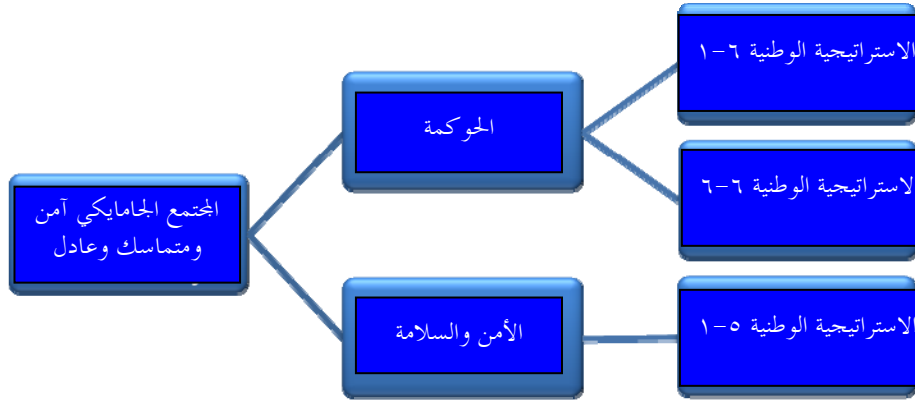 المجتمع الجامايكي آمن
ومتماسك وعادل
الحوكمة
الأمن والسلامة
الاستراتيجية الوطنية ٦-١
الاستراتيجية الوطنية ٦-٦
الاستراتيجية الوطنية ٥-١